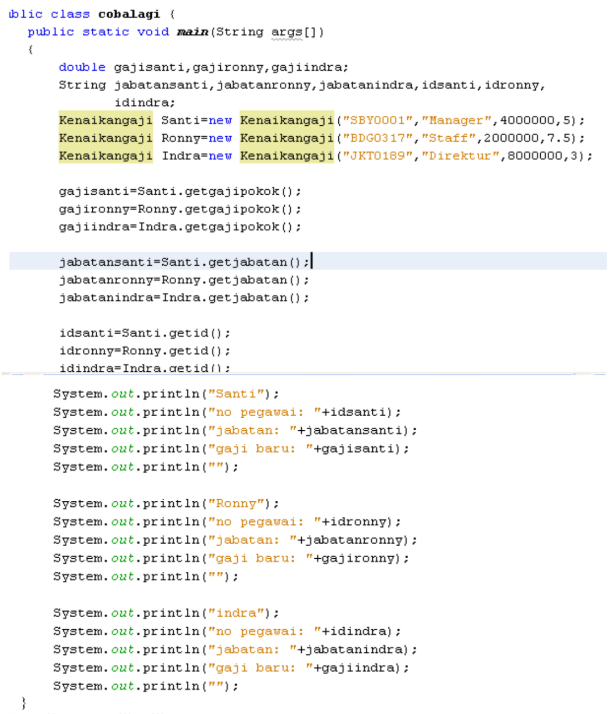 blic class cobalagi {
public static void main(String args[])
{
double gajisanti,gajironny,gajiindra;
String jabatansanti,jabatanronny,jabatanindra,idsanti,idronny,
idindra;
Kenaikangaji Santi=new Kenaikangaji("SBY0001","Manager",4000000,5);
Kenaikangaji Ronny=new Kenaikangaji("BDG0317","Staff",2000000,7.5);
Kenaikangaji Indra=new Kenaikangaji("JKT0189","Direktur",8000000,3);
gajisanti=Santi.getgajipokok();
gajironny=Ronny.getgajipokok();
gajiindra=Indra.getgajipokok();
jabatansanti=Santi.getjabatan();
jabatanronny=Ronny.getjabatan();
jabatanindra=Indra.getjabatan();
idsanti=Santi.getid();
idronny=Ronny.getid();
idindra=Indra.getid();
System.out.println("Santi");
System.out.println("no pegawai: "+idsanti);
System.out.println("jabatan: "+jabatansanti);
System.out.println("gaji baru: "+gajisanti);
System.out.println("");
System.out.println("Ronny");
System.out.println("no pegawai: "+idronny);
System.out.println("jabatan: "+jabatanronny);
System.out.println("gaji baru: "+gajironny);
System.out.println("");
System.out.println("indra");
System.out.println("no pegawai: "+idindra);
System.out.println("jabatan: "+jabatanindra);
System.out.println("gaji baru: "+gajiindra);
System.out.println("");
}